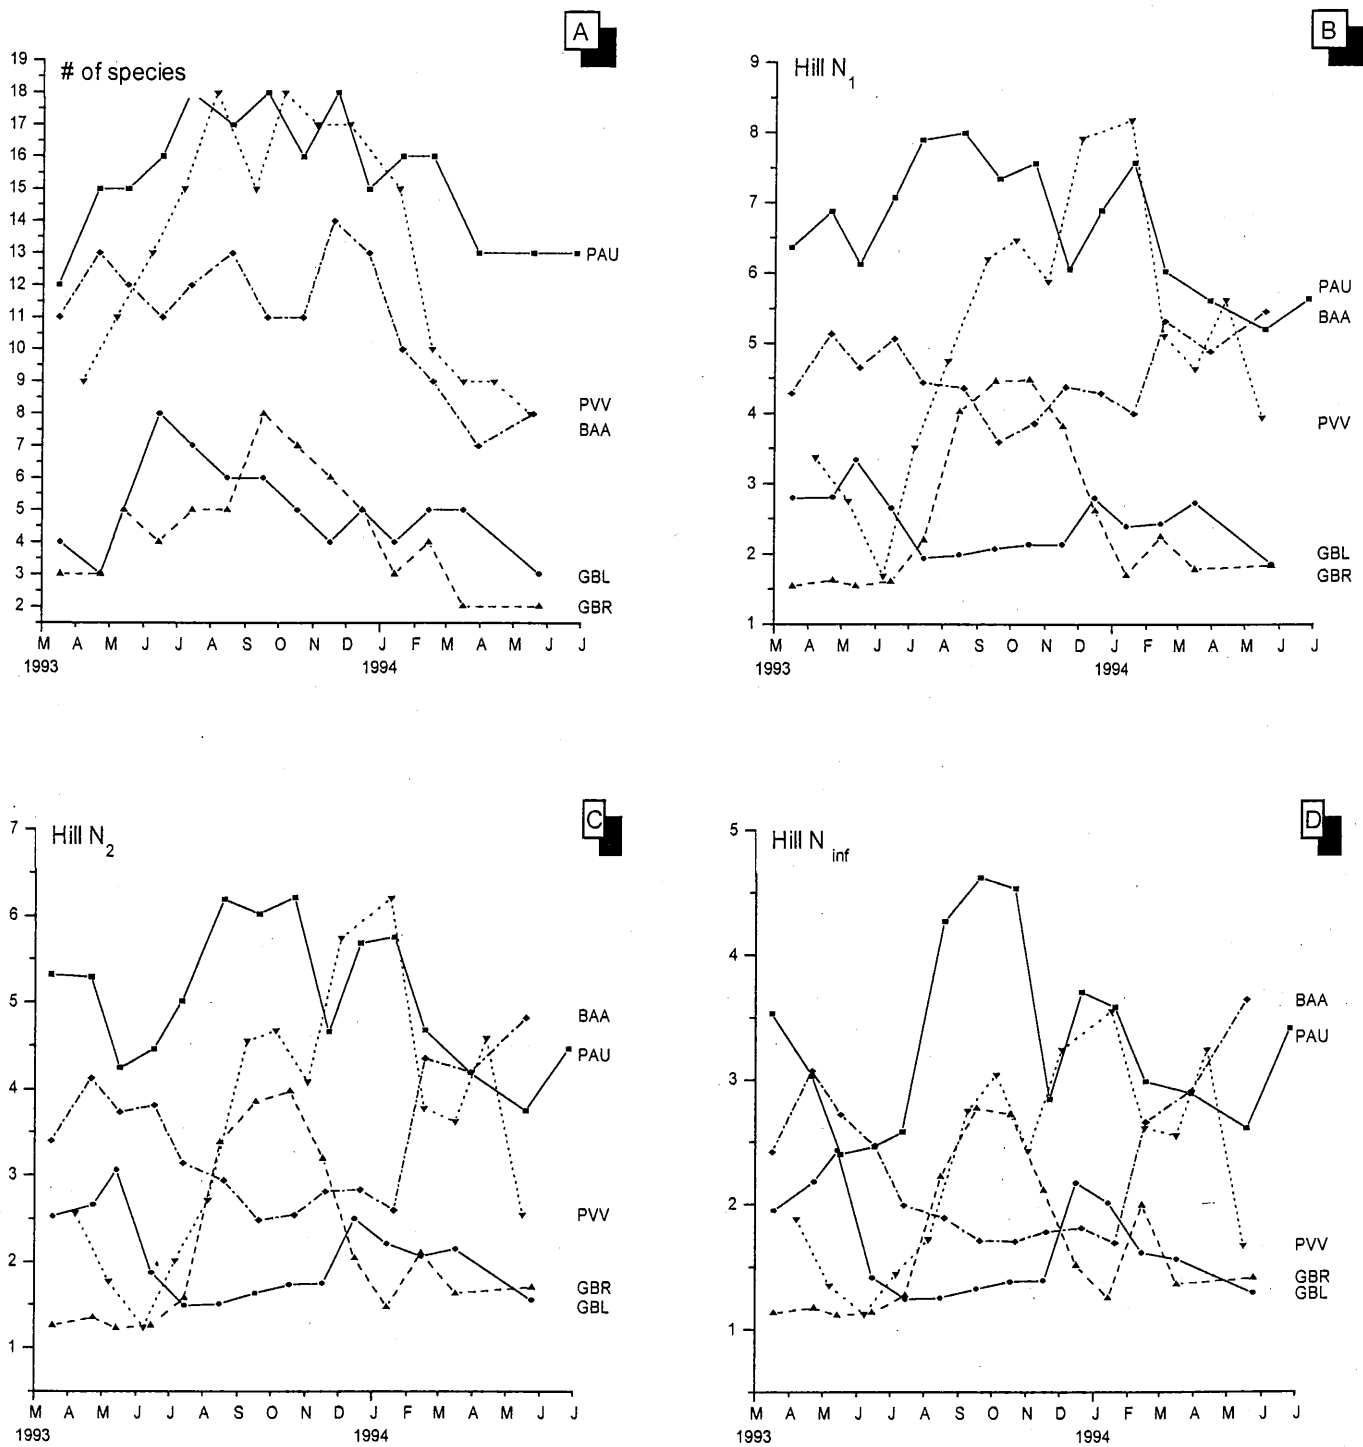 A
# of species
19
18
17
16
15
14
13
12
11
10
9
8
7
6
5
4
3
2
PAU
PVV
BAA
GBL
GBR
M A M J J A S O N D J F M A M J J
1993 1994
B
Hill N1
9
8
7
6
5
4
3
2
1
PAU
BAA
PVV
GBL
GBR
M A M J J A S O N D J F M A M J J
1993 1994
C
Hill N2
7
6
5
4
3
2
1
BAA
PAU
PVV
GBR
GBL
M A M J J A S O N D J F M A M J J
1993 1994
D
Hill N inf
5
4
3
2
1
BAA
PAU
PVV
GBR
GBL
M A M J J A S O N D J F M A M J J
1993 1994